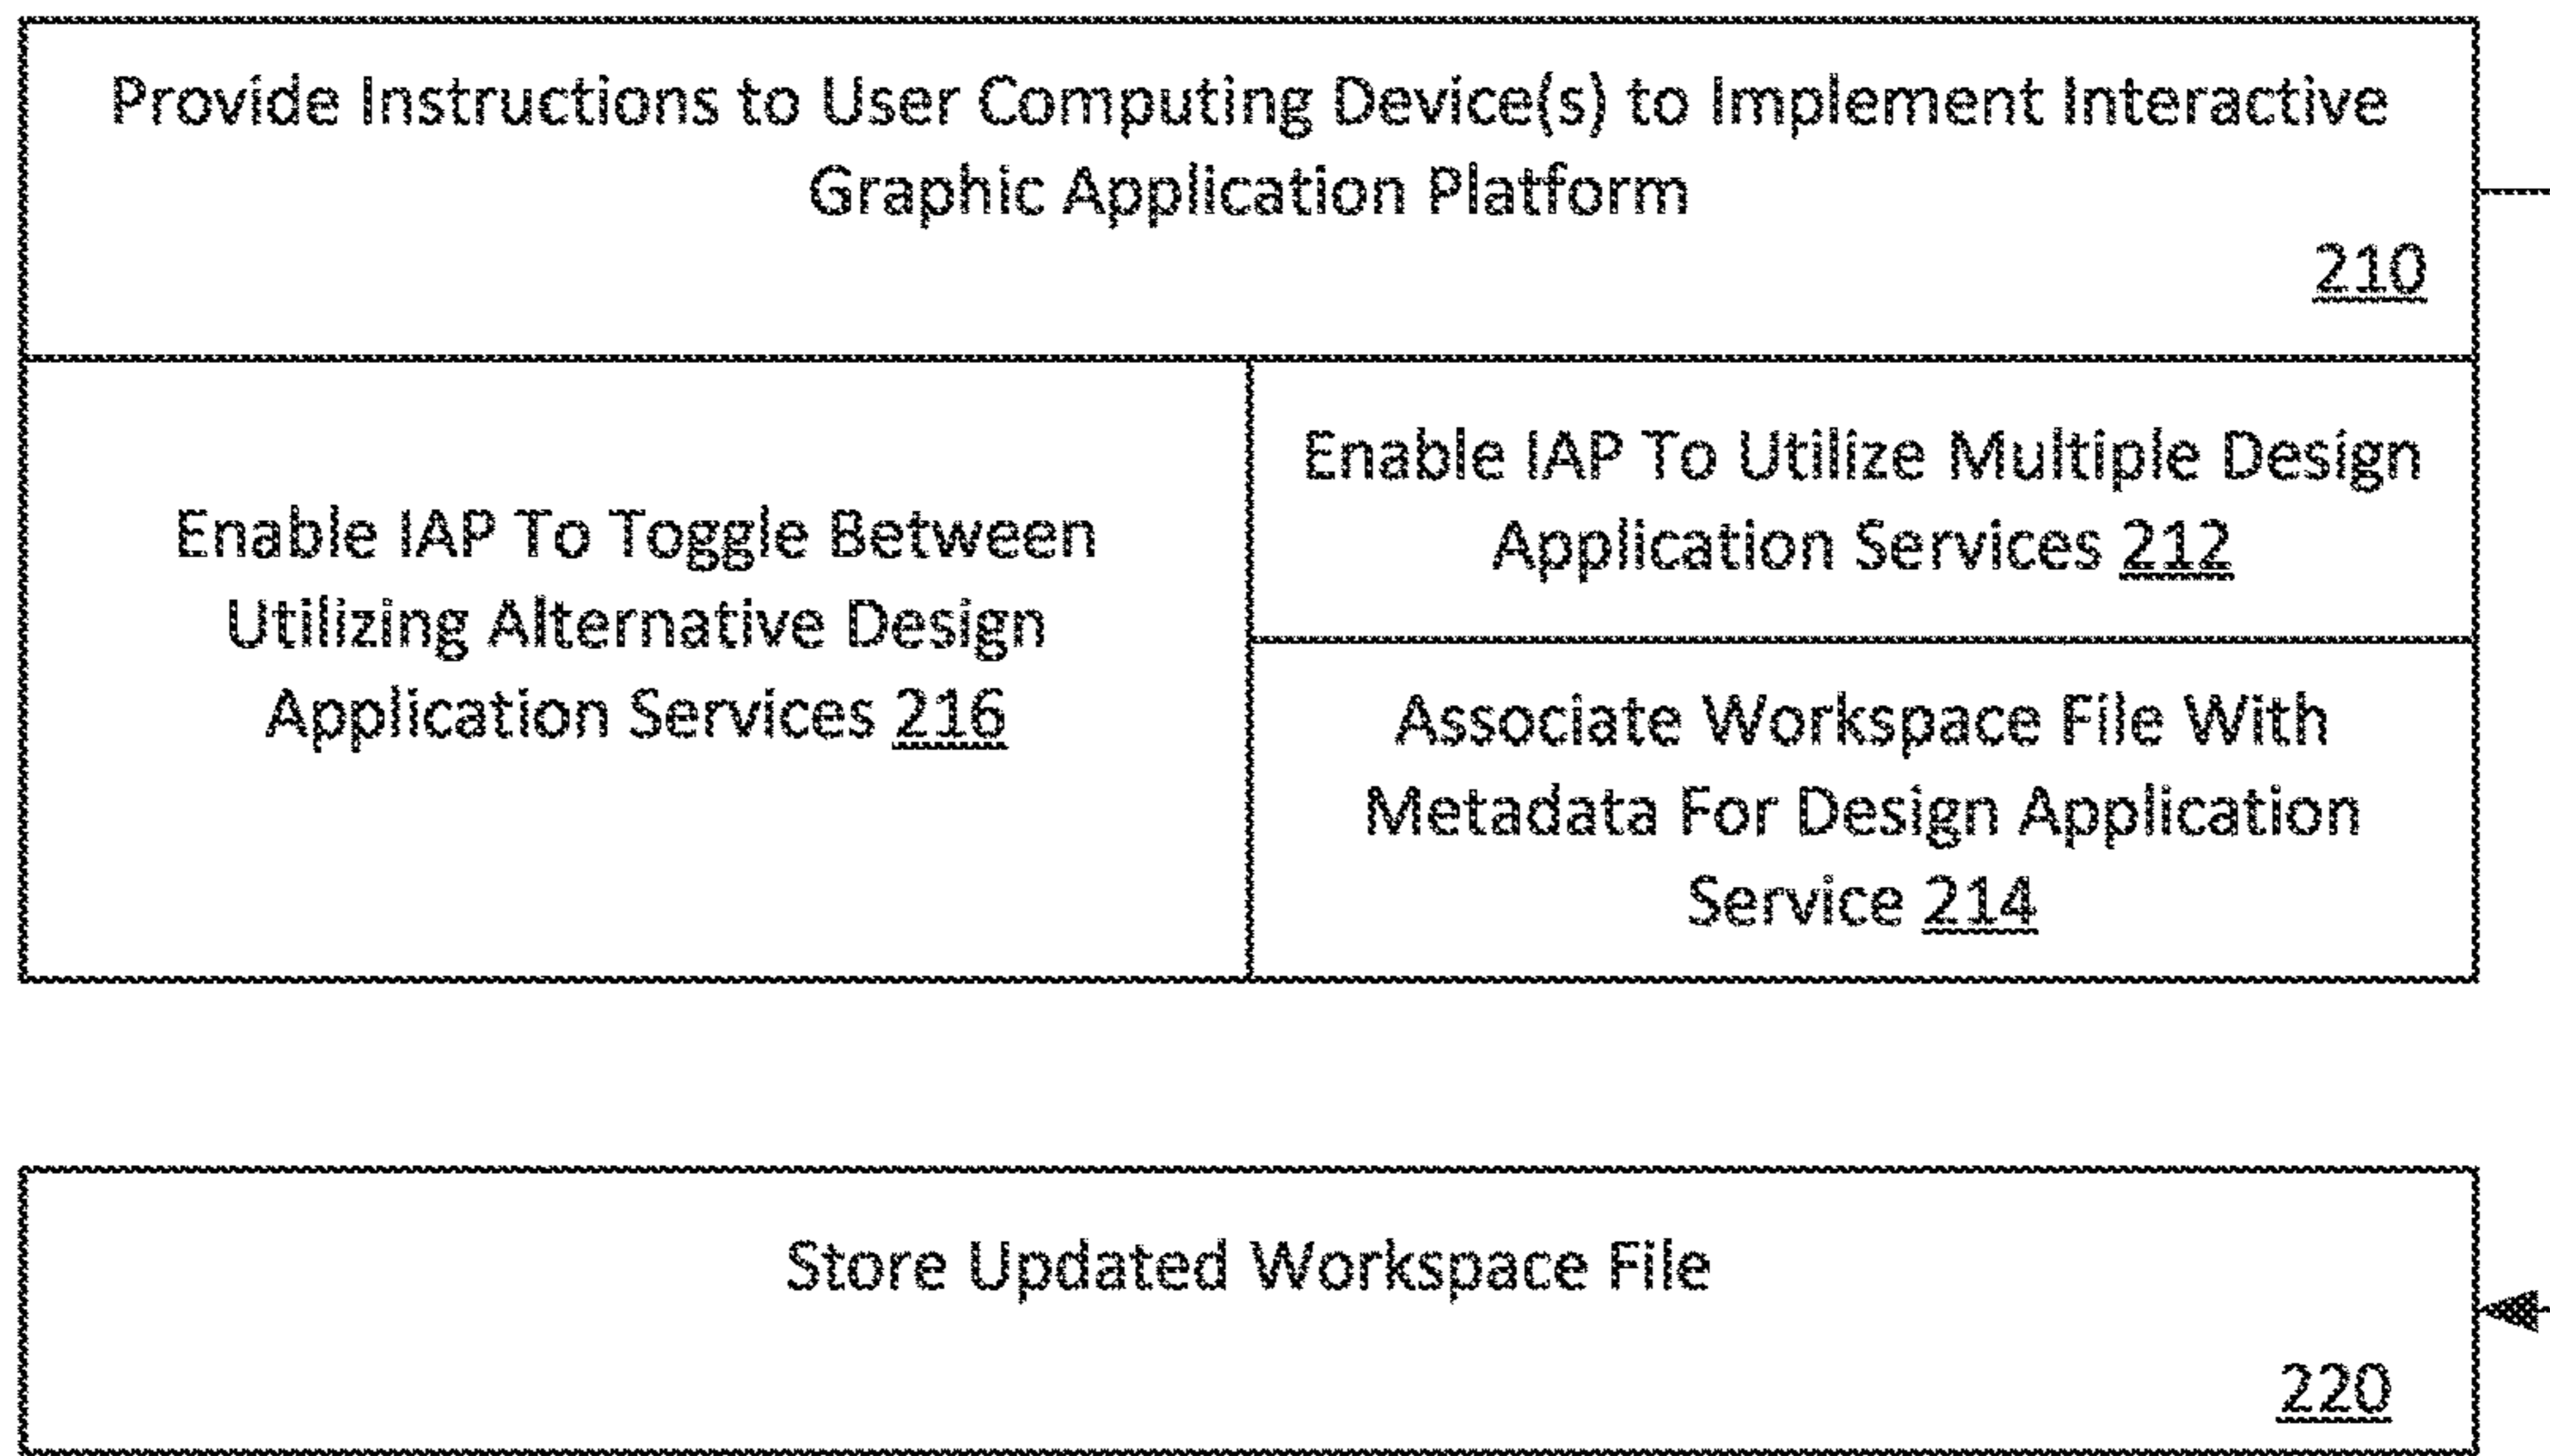 Provide Instructions to User Computing Device(s) to Implement Interactive
Graphic Application Platform
210
Enable IAP To Toggle Between
Utilizing Alternative Design
Application Services 216
Enable IAP To Utilize Multiple Design
Application Services 212
Associate Workspace File With
Metadata For Design Application
Service 214
Store Updated Workspace File
220